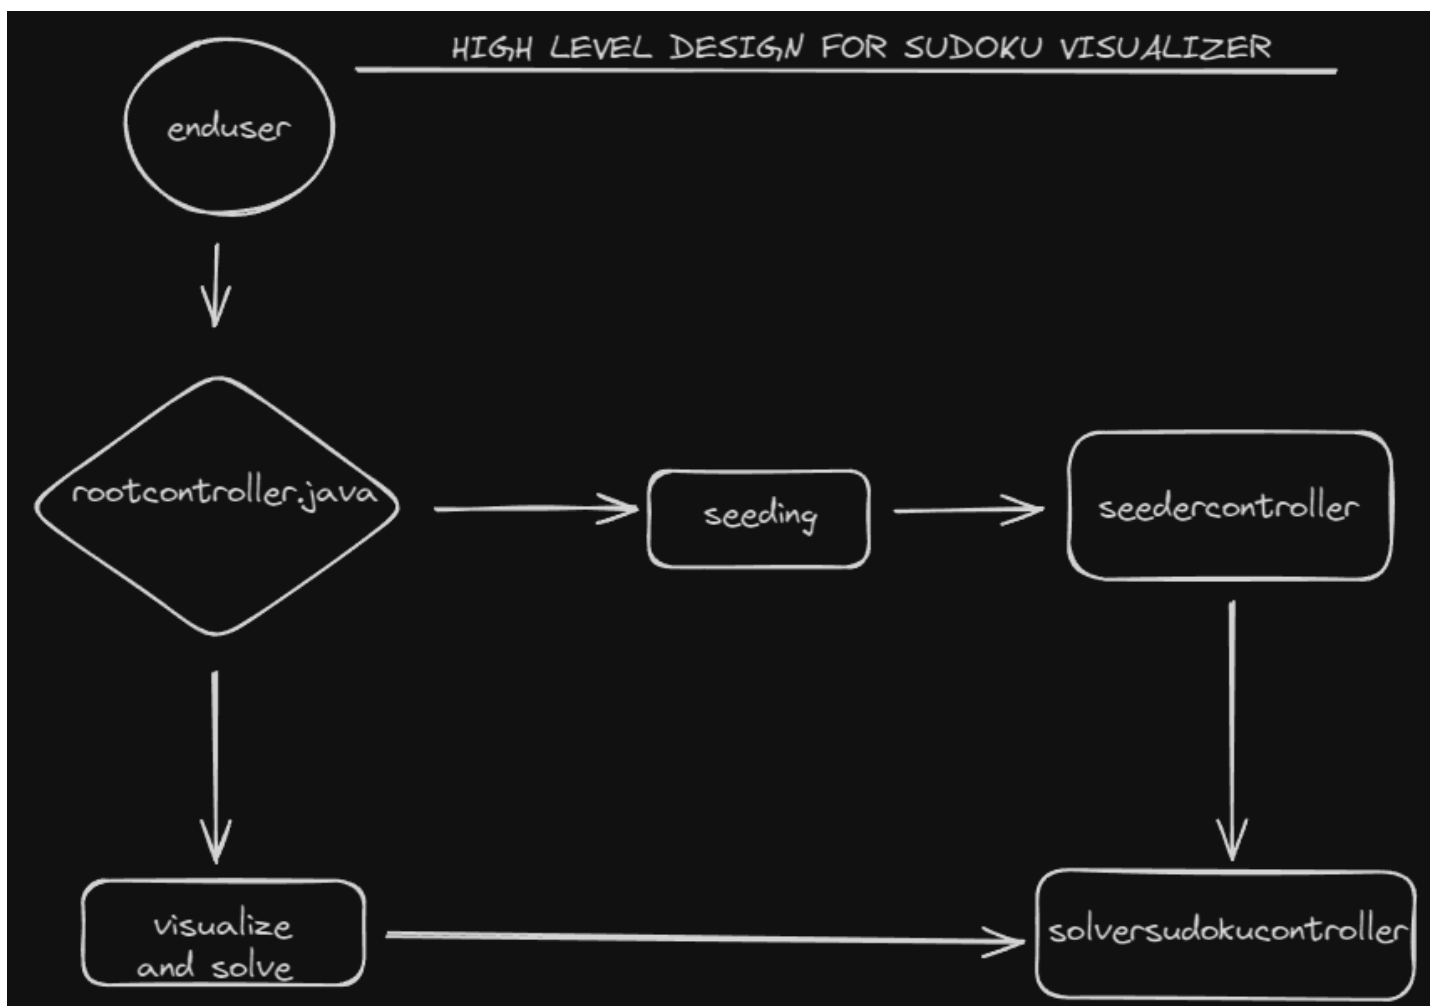 HIGH LEVEL DESIGN FOR SUDOKU VISUALIZER
enduser
rootcontroller.java
seeding
seedercontroller
visualize
and solve
solversudokucontroller